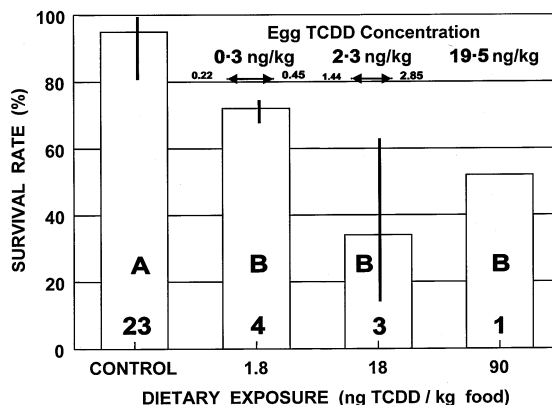 Egg TCDD Concentration
0·3 ng/kg 2·3 ng/kg 19·5 ng/kg
0.22 0.45 1.44 2.85
100
80
60
40
20
0
SURVIVAL RATE (%)
A B B B
23 4 3 1
CONTROL 1.8 18 90
DIETARY EXPOSURE (ng TCDD / kg food)